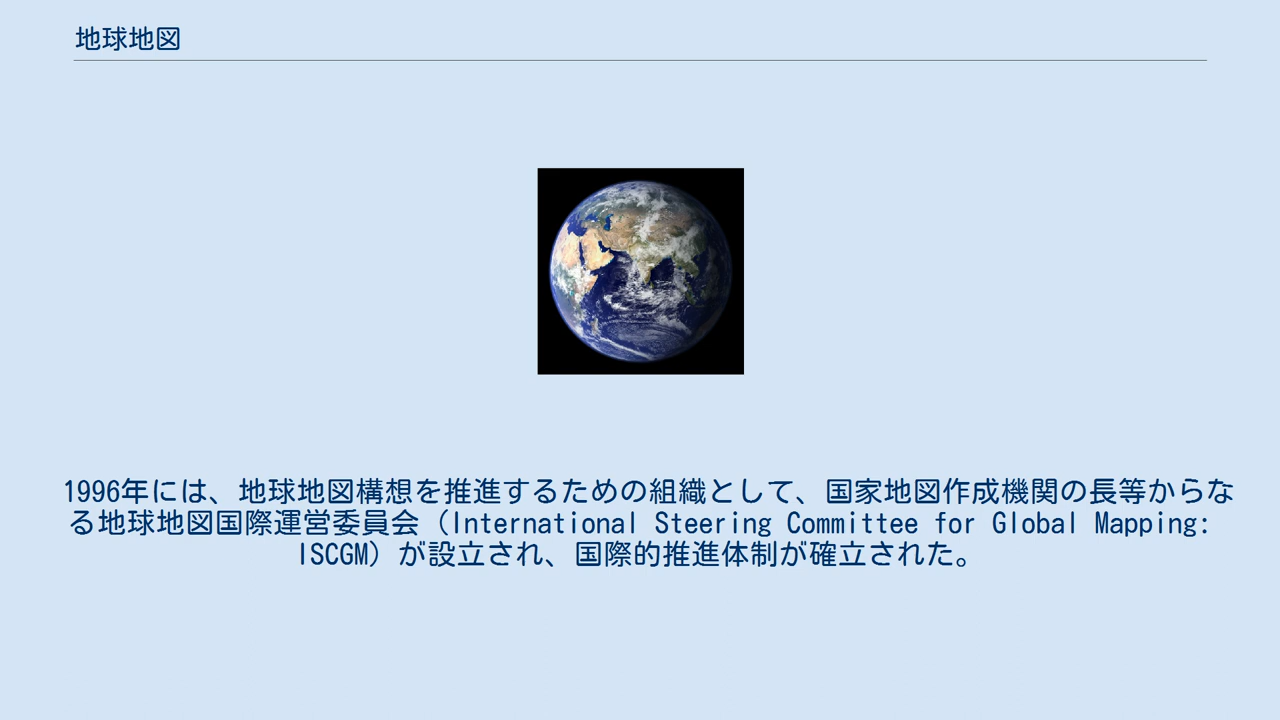 地球地図
1996年には、地球地図構想を推進するための組織として、国家地図作成機関の長等からな
る地球地図国際運営委員会（International Steering Committee for Global Mapping:
ISCGM）が設立され、国際的推進体制が確立された。